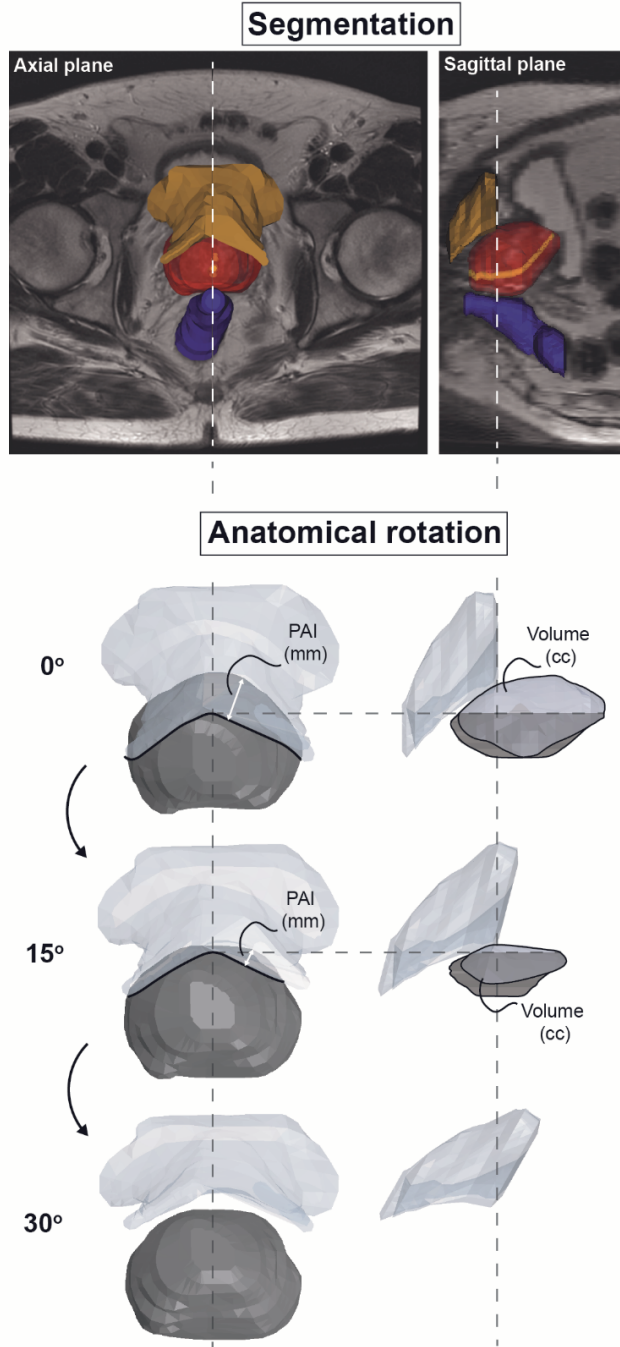 Segmentation
Axial plane
Sagittal plane
Anatomical rotation
0º
PAI
(mm)
Volume
(cc)
15º
PAI
(mm)
Volume
(cc)
30º